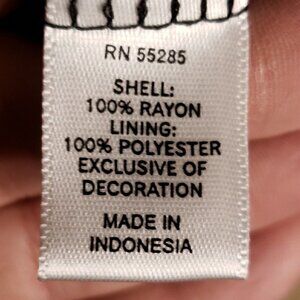 RN 55285
SHELL:
100% RAYON
LINING:
100% POLYESTER
EXCLUSIVE OF
DECORATION
MADE IN
INDONESIA